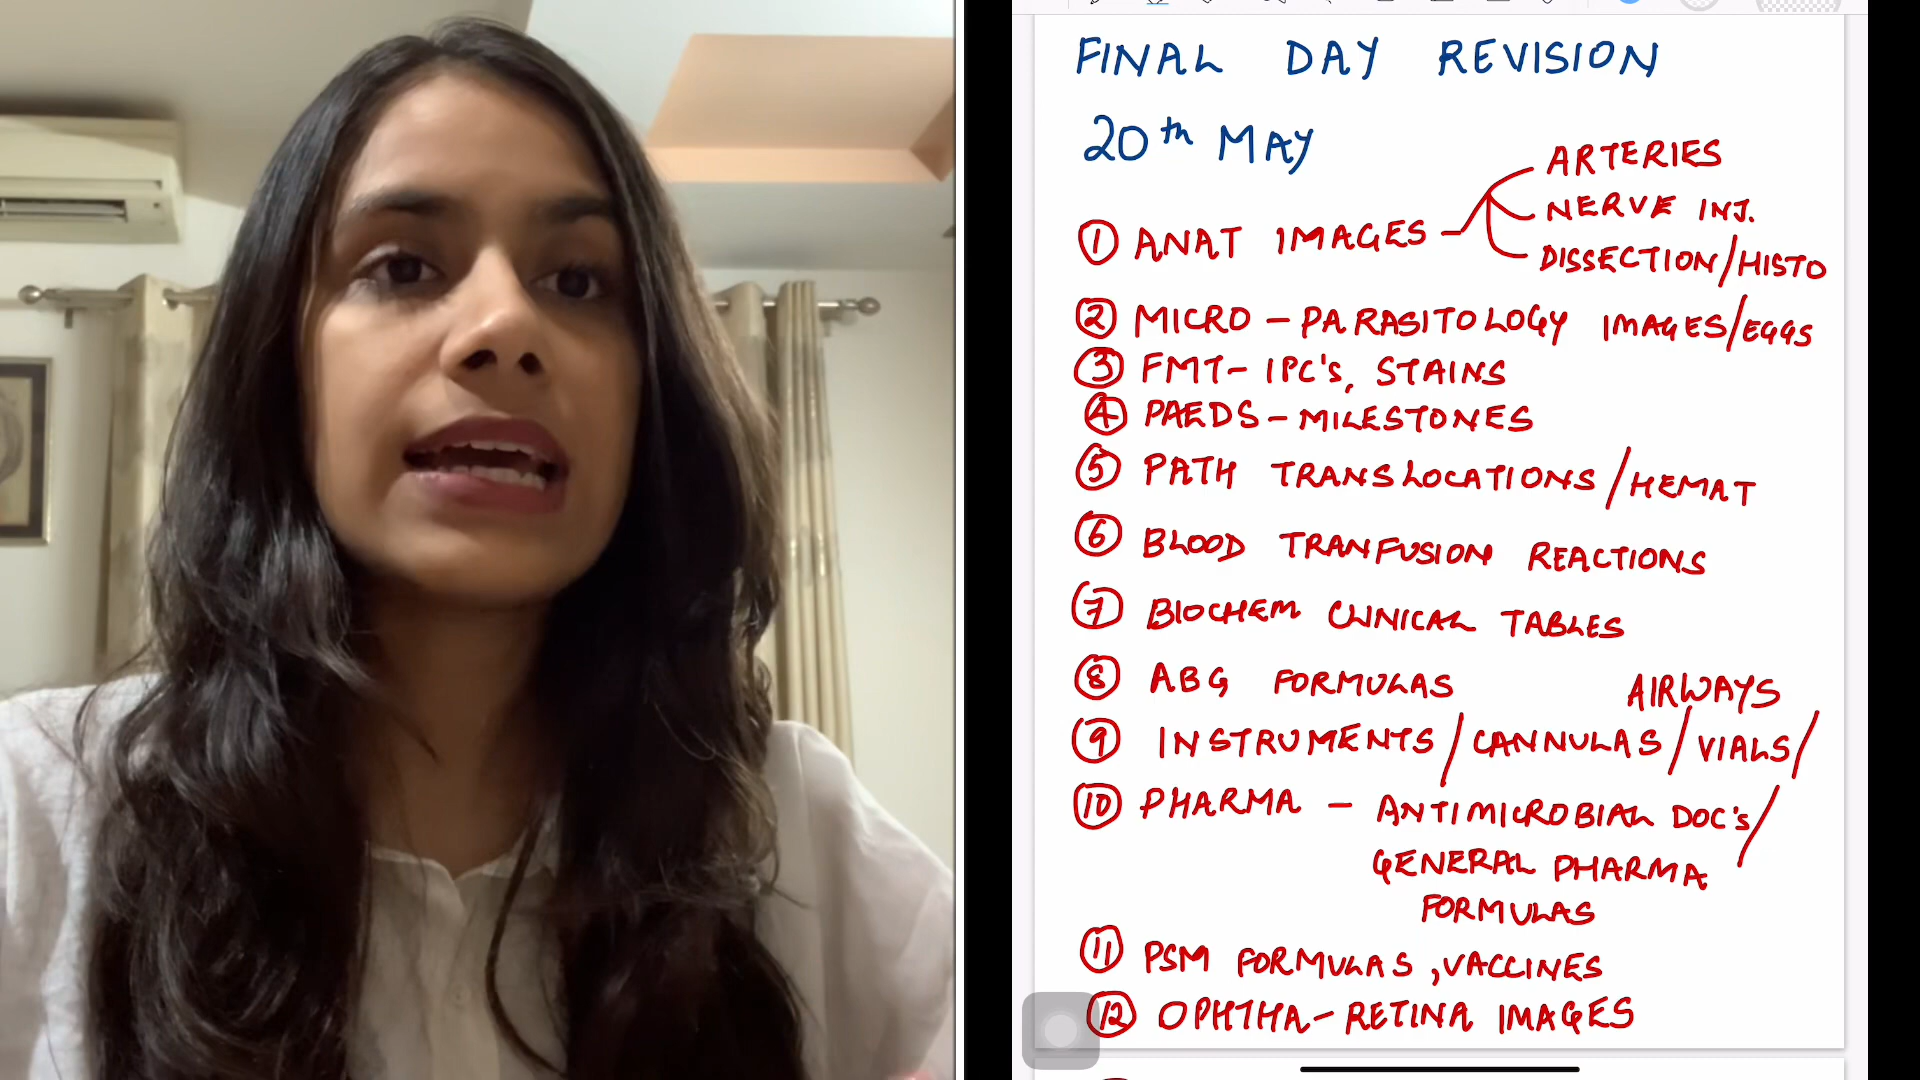 FINAL DAY REVISION
20th MAY
① ANAT IMAGES - ARTERIES
NERVE INJ.
DISSECTION/HISTO
② MICRO - PARASITOLOGY IMAGES/EGGS
③ FMT - IPC's, STAINS
④ PAEDS - MILESTONES
⑤ PATH TRANSLOCATIONS/HEMAT
⑥ BLOOD TRANFUSION REACTIONS
⑦ BIOCHEM CLINICAL TABLES
⑧ ABG FORMULAS
AIRWAYS
⑨ INSTRUMENTS/CANNULAS/VIALS/
⑩ PHARMA - ANTIMICROBIAL DOC's/
GENERAL PHARMA
FORMULAS
⑪ PSM FORMULAS, VACCINES
⑫ OPHTHA - RETINA IMAGES